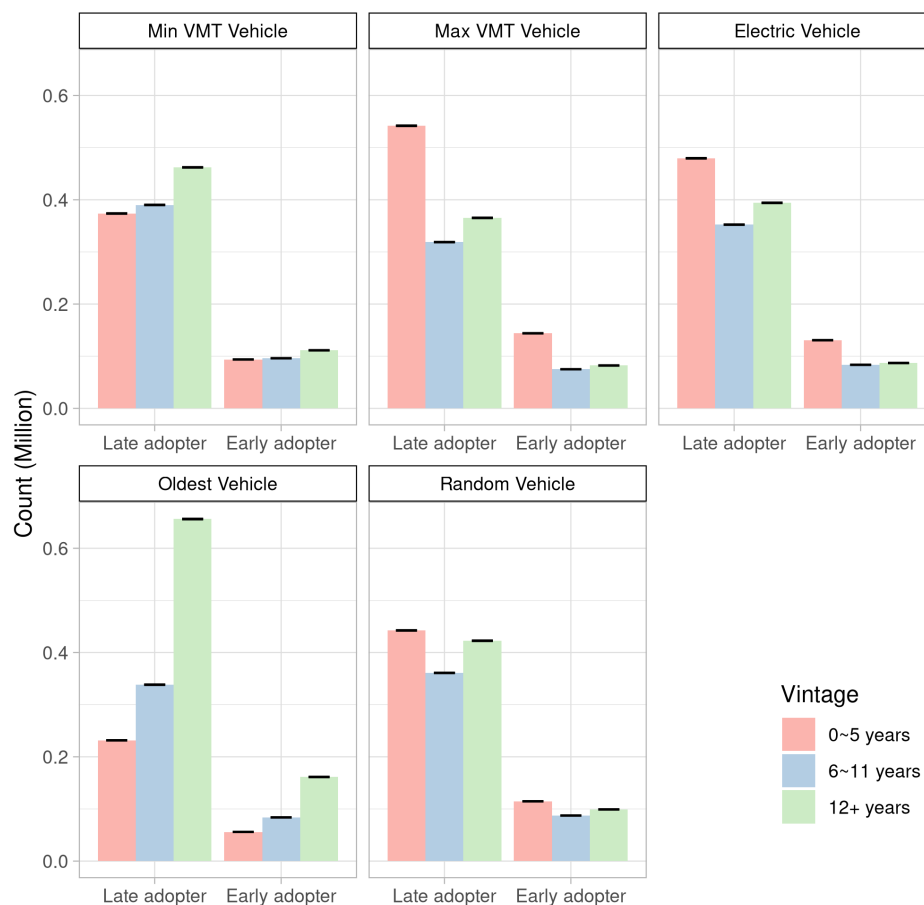 Min VMT Vehicle
Max VMT Vehicle
Electric Vehicle
0.6
0.4
0.2
0.0
Late adopter
Early adopter
Late adopter
Early adopter
Late adopter
Early adopter
Count (Million)
Oldest Vehicle
Random Vehicle
0.6
0.4
0.2
0.0
Late adopter
Early adopter
Late adopter
Early adopter
Vintage
0~5 years
6~11 years
12+ years